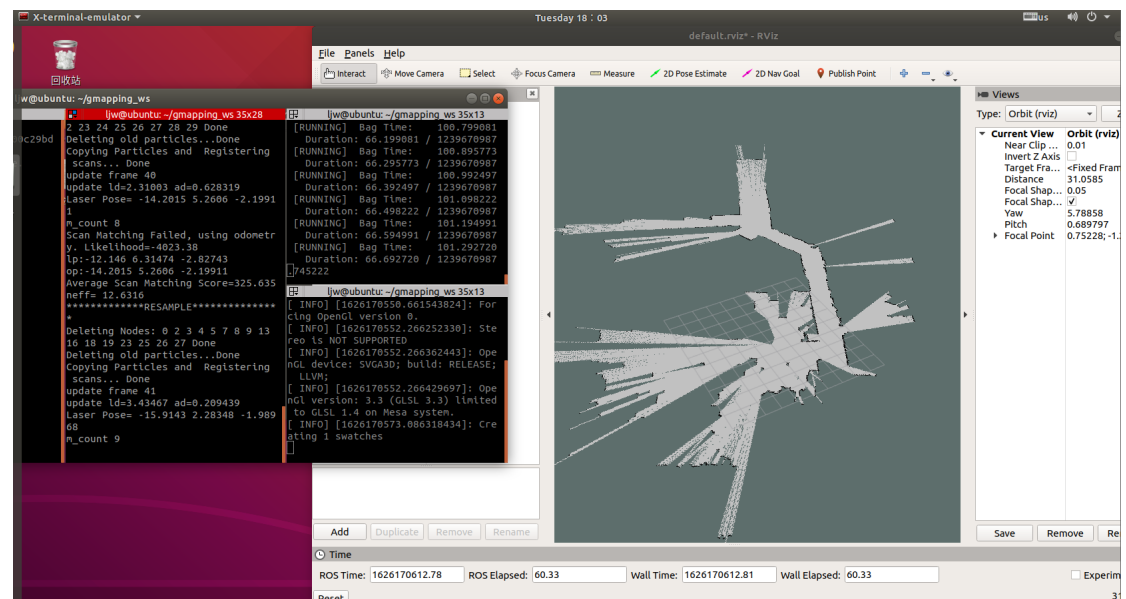 X-terminal-emulator
Tuesday 18 : 03
us
default.rviz* - RViz
回收站
File Panels Help
Interact Move Camera Select Focus Camera Measure 2D Pose Estimate 2D Nav Goal Publish Point
w@ubuntu: ~/gmapping_ws
ljw@ubuntu: ~/gmapping_ws 35x28
0c29bd
2 23 24 25 26 27 28 29 Done
Deleting old particles...Done
Copying Particles and  Registering
 scans... Done
update frame 40
update ld=2.31003 ad=0.628319
Laser Pose= -14.2015 5.2606 -2.1991
1
m_count 8
Scan Matching Failed, using odometr
y. Likelihood=-4023.38
lp:-12.146 6.31474 -2.82743
op:-14.2015 5.2606 -2.19911
Average Scan Matching Score=325.635
neff= 12.6316
*************RESAMPLE**************
*
Deleting Nodes: 0 2 3 4 5 7 8 9 13
16 18 19 23 25 26 27 Done
Deleting old particles...Done
Copying Particles and  Registering
 scans... Done
update frame 41
update ld=3.43467 ad=0.209439
Laser Pose= -15.9143 2.28348 -1.989
68
m_count 9
ljw@ubuntu: ~/gmapping_ws 35x13
[RUNNING]  Bag Time:    100.799081
Duration: 66.199081 / 1239670987
[RUNNING]  Bag Time:    100.895773
Duration: 66.295773 / 1239670987
[RUNNING]  Bag Time:    100.992497
Duration: 66.392497 / 1239670987
[RUNNING]  Bag Time:    101.098222
Duration: 66.498222 / 1239670987
[RUNNING]  Bag Time:    101.194991
Duration: 66.594991 / 1239670987
[RUNNING]  Bag Time:    101.292720
Duration: 66.692720 / 1239670987
.745222
ljw@ubuntu: ~/gmapping_ws 35x13
[ INFO] [1626170550.661543824]: For
cing OpenGl version 0.
[ INFO] [1626170552.266252330]: Ste
reo is NOT SUPPORTED
[ INFO] [1626170552.266362443]: Ope
nGL device: SVGA3D; build: RELEASE;
  LLVM;
[ INFO] [1626170552.266429697]: Ope
nGl version: 3.3 (GLSL 3.3) limited
 to GLSL 1.4 on Mesa system.
[ INFO] [1626170573.086318434]: Cre
ating 1 swatches
Views
Type: Orbit (rviz)
Current View Orbit (rviz)
Near Clip ... 0.01
Invert Z Axis
Target Fra... <Fixed Fram
Distance 31.0585
Focal Shap... 0.05
Focal Shap...
Yaw 5.78858
Pitch 0.689797
Focal Point 0.75228; -1.
Add Duplicate Remove Rename
Save Remove Re
Time
ROS Time: 1626170612.78 ROS Elapsed: 60.33 Wall Time: 1626170612.81 Wall Elapsed: 60.33 Experim
Reset
31